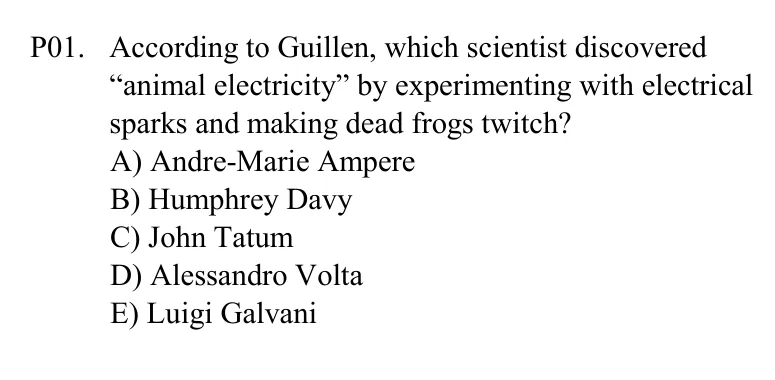 P01. According to Guillen, which scientist discovered
“animal electricity” by experimenting with electrical
sparks and making dead frogs twitch?
A) Andre-Marie Ampere
B) Humphrey Davy
C) John Tatum
D) Alessandro Volta
E) Luigi Galvani